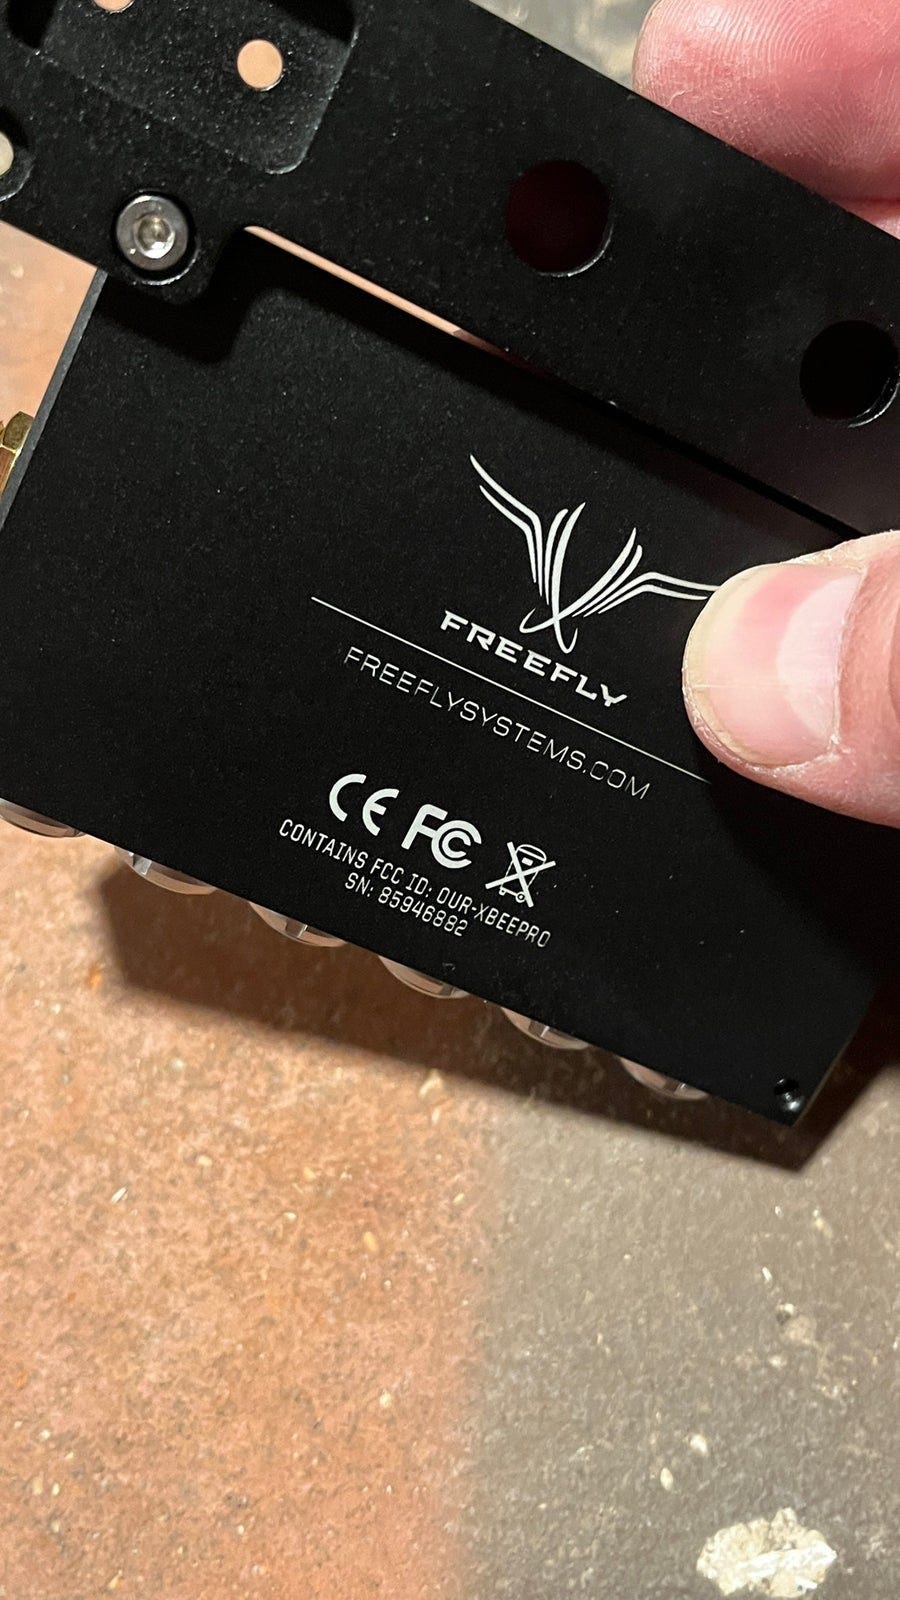 FREEFLY
FREEFLYSYSTEMS.COM
CE FC
CONTAINS FCC ID: OUR-XBEEPRO
SN: 85946882